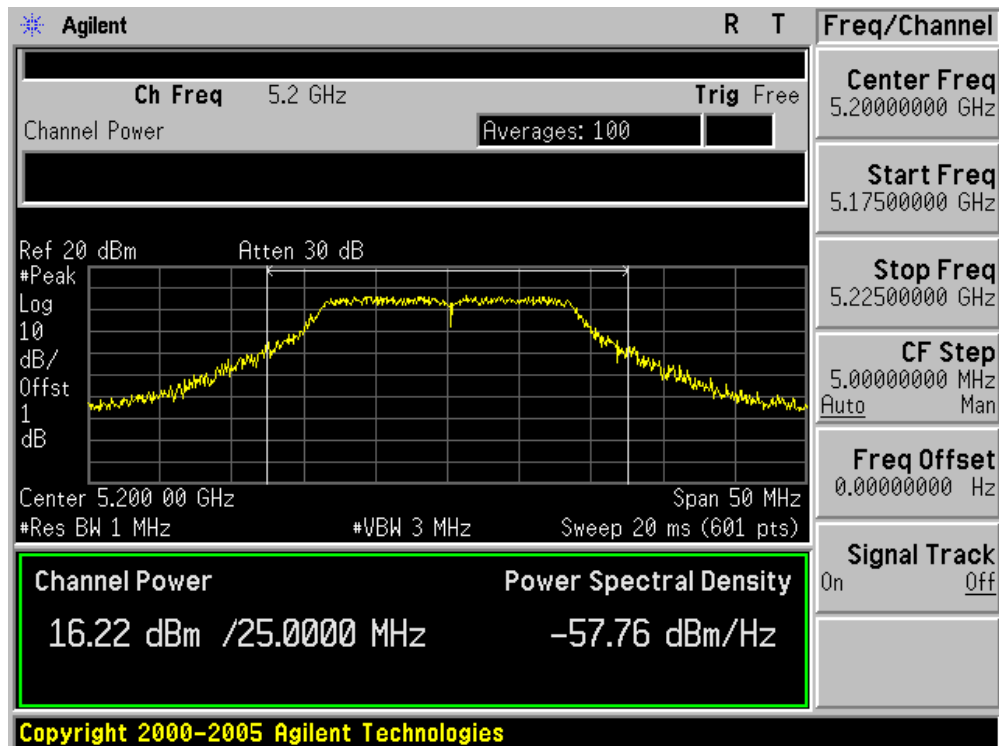 Agilent R T
Ch Freq 5.2 GHz Trig Free
Channel Power Averages: 100
Ref 20 dBm Atten 30 dB
#Peak
Log
10
dB/
Offst
1
dB
Center 5.200 00 GHz Span 50 MHz
#Res BW 1 MHz #VBW 3 MHz Sweep 20 ms (601 pts)
Channel Power Power Spectral Density
16.22 dBm /25.0000 MHz -57.76 dBm/Hz
Copyright 2000-2005 Agilent Technologies
Freq/Channel
Center Freq
5.20000000 GHz
Start Freq
5.17500000 GHz
Stop Freq
5.22500000 GHz
CF Step
5.00000000 MHz
Auto Man
Freq Offset
0.00000000 Hz
Signal Track
On Off